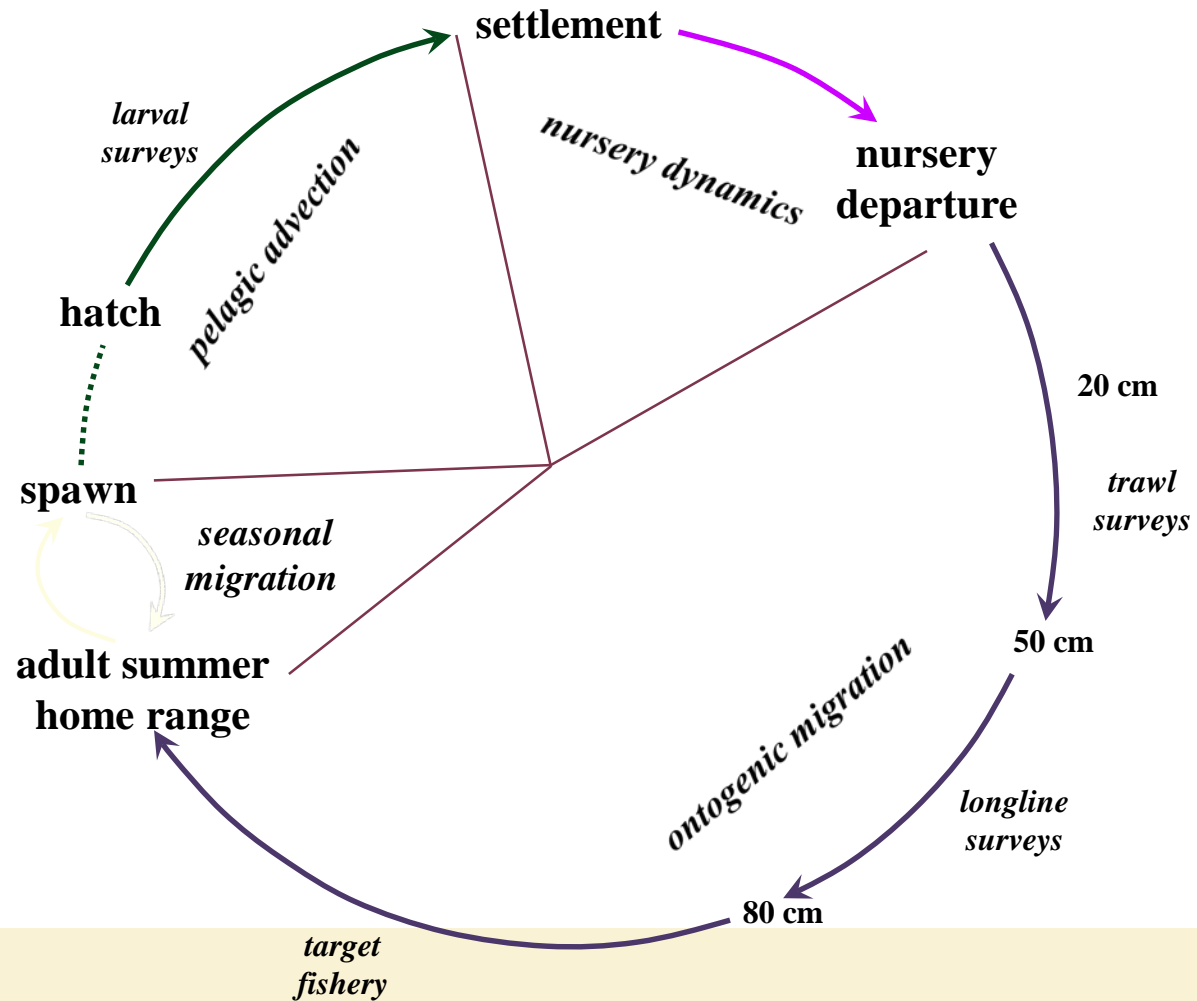 settlement
larval
surveys
pelagic advection
nursery dynamics
nursery
departure
hatch
20 cm
trawl
surveys
spawn
seasonal
migration
50 cm
adult summer
home range
ontogenic migration
longline
surveys
80 cm
target
fishery